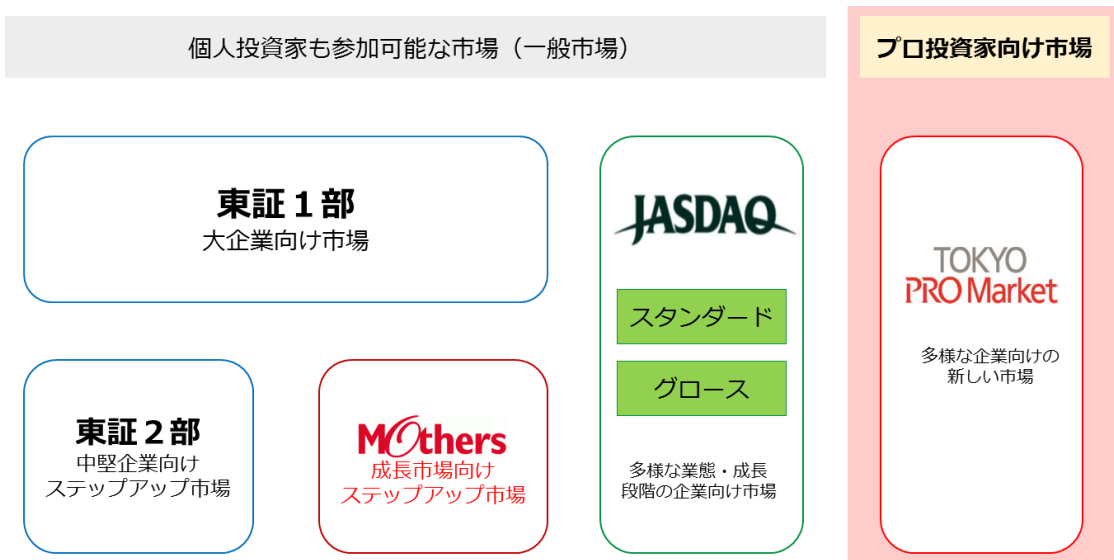 個人投資家も参加可能な市場（一般市場）
プロ投資家向け市場
東証１部
大企業向け市場
JASDAQ
スタンダード
グロース
多様な業態・成長
段階の企業向け市場
TOKYO
PRO Market
多様な企業向けの
新しい市場
東証２部
中堅企業向け
ステップアップ市場
Mothers
成長市場向け
ステップアップ市場